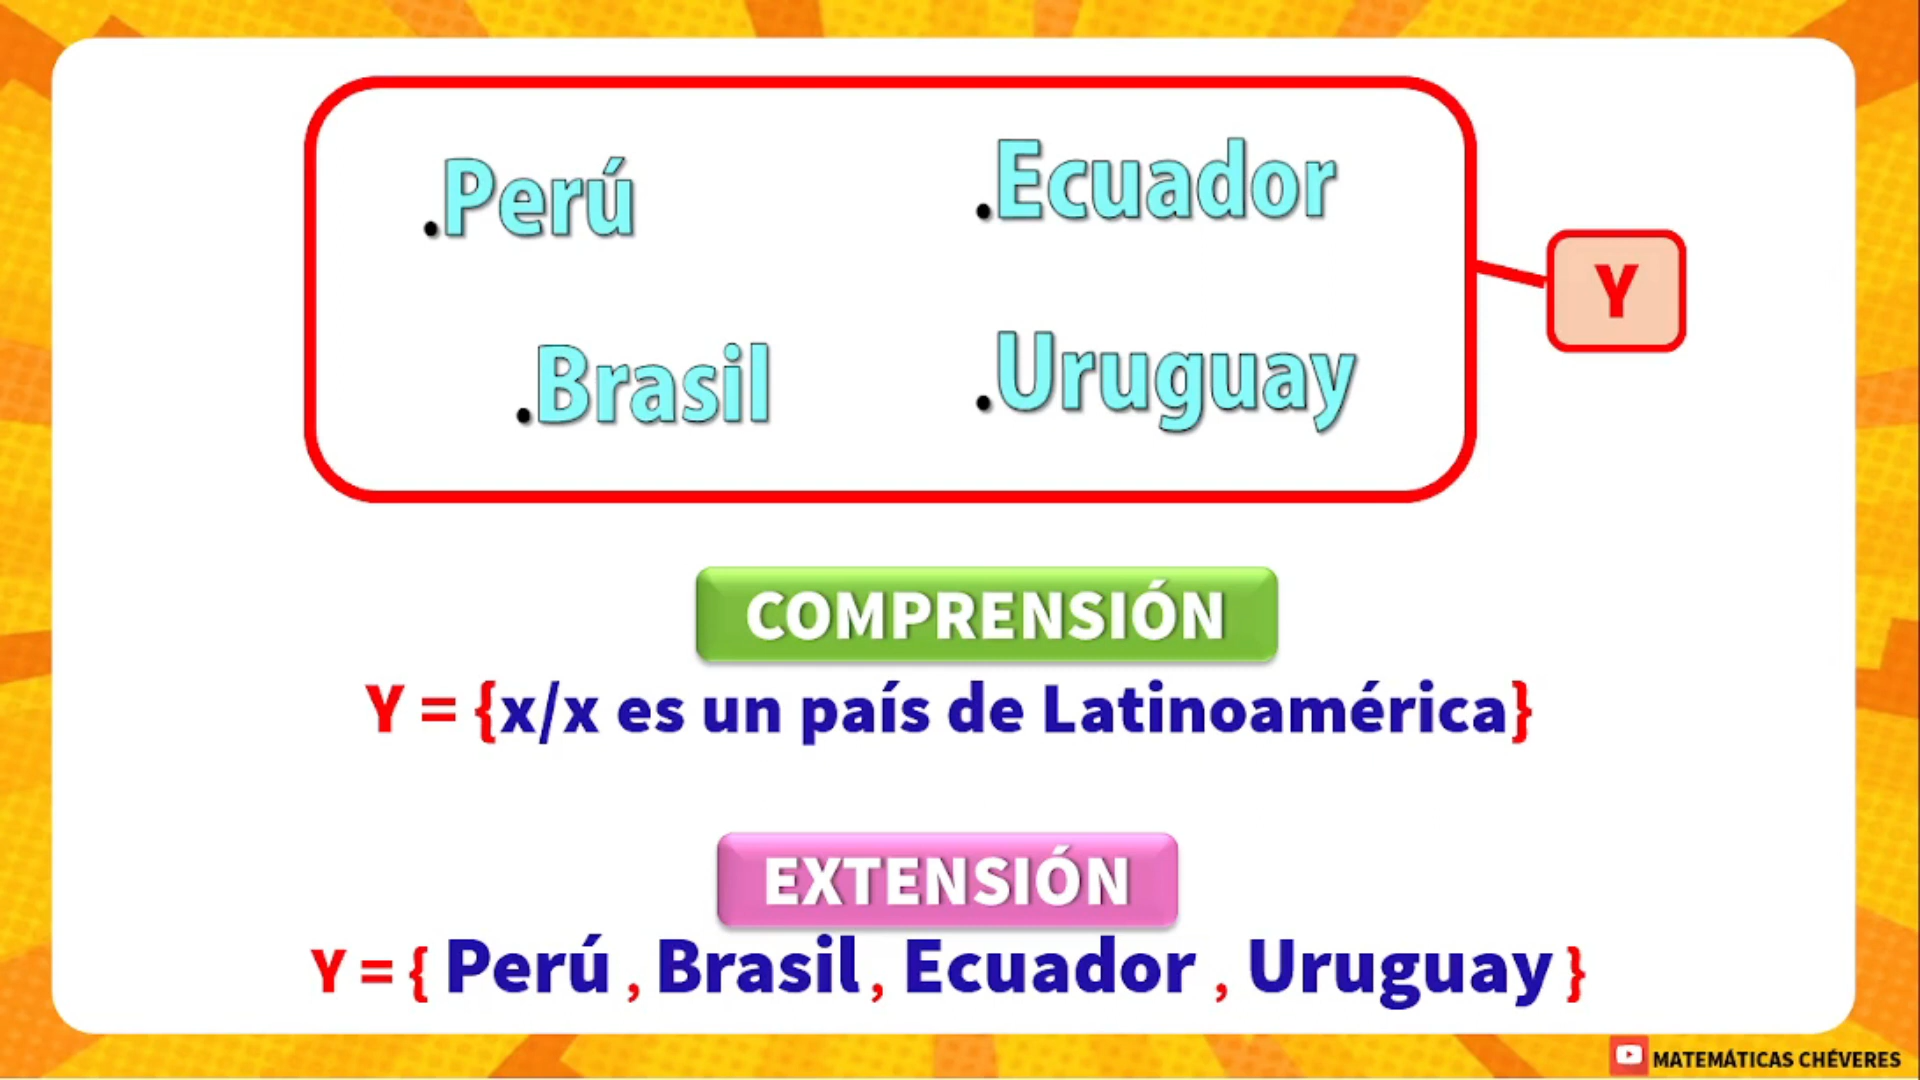 .Perú
.Ecuador
.Brasil
.Uruguay
Y
COMPRENSIÓN
Y = {x/x es un país de Latinoamérica}
EXTENSIÓN
Y = { Perú , Brasil , Ecuador , Uruguay }
MATEMÁTICAS CHÉVERES